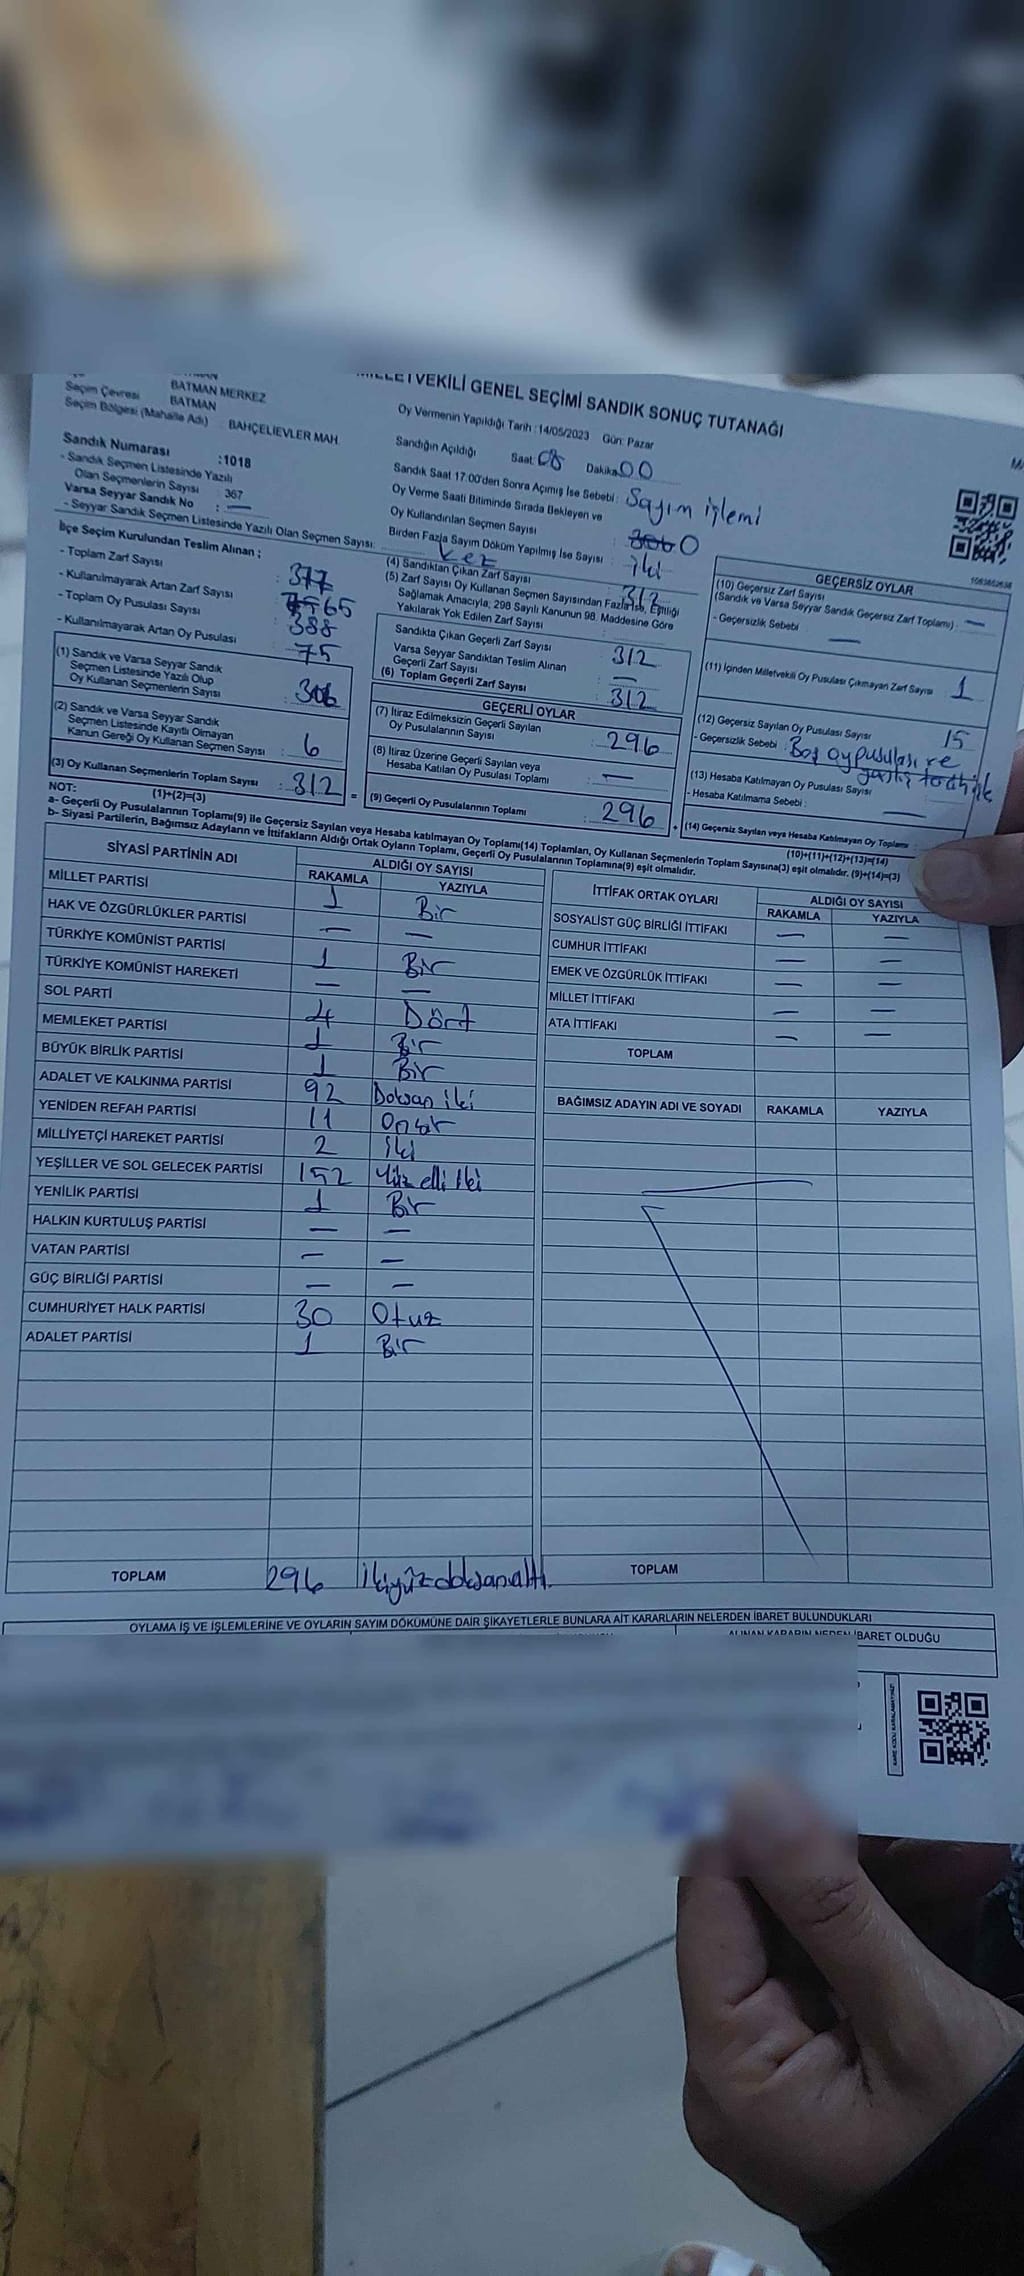 MİLLETVEKİLİ GENEL SEÇİMİ SANDIK SONUÇ TUTANAĞI
BATMAN MERKEZ
Seçim Çevresi BATMAN
Seçim Bölgesi (Mahalle Adı) BAHÇELİEVLER MAH
Sandık Numarası :1018
- Sandık Seçmen Listesinde Yazılı
Olan Seçmenlerin Sayısı : 367
Varsa Seyyar Sandık No : —
- Seyyar Sandık Seçmen Listesinde Yazılı Olan Seçmen Sayısı:
Oy Vermenin Yapıldığı Tarih :14/05/2023 Gün: Pazar
Sandığın Açıldığı Saat: 08 Dakika 00
Sandık Saat 17:00'den Sonra Açımış İse Sebebi : Sayım işlemi
Oy Verme Saati Bitiminde Sırada Bekleyen ve
Oy Kullandırılan Seçmen Sayısı : 0
Birden Fazla Sayım Döküm Yapılmış İse Sayısı : iki
kez
İlçe Seçim Kurulundan Teslim Alınan ;
- Toplam Zarf Sayısı : 377
- Kullanılmayarak Artan Zarf Sayısı : 65
- Toplam Oy Pusulası Sayısı : 388
- Kullanılmayarak Artan Oy Pusulası : 75
(1) Sandık ve Varsa Seyyar Sandık
Seçmen Listesinde Yazılı Olup
Oy Kullanan Seçmenlerin Sayısı : 306
(2) Sandık ve Varsa Seyyar Sandık
Seçmen Listesinde Kayıtlı Olmayan
Kanun Gereği Oy Kullanan Seçmen Sayısı : 6
(3) Oy Kullanan Seçmenlerin Toplam Sayısı : 312 =
(1)+(2)=(3)
(4) Sandıktan Çıkan Zarf Sayısı : 312
(5) Zarf Sayısı Oy Kullanan Seçmen Sayısından Fazla İse, Eşitliği
Sağlamak Amacıyla, 298 Sayılı Kanunun 98. Maddesine Göre
Yakılarak Yok Edilen Zarf Sayısı :
Sandıkta Çıkan Geçerli Zarf Sayısı : 312
Varsa Seyyar Sandıktan Teslim Alınan
Geçerli Zarf Sayısı : —
(6) Toplam Geçerli Zarf Sayısı : 312
GEÇERLİ OYLAR
(7) İtiraz Edilmeksizin Geçerli Sayılan
Oy Pusulalarının Sayısı : 296
(8) İtiraz Üzerine Geçerli Sayılan veya
Hesaba Katılan Oy Pusulası Toplamı : —
(9) Geçerli Oy Pusulalarının Toplamı : 296 +
GEÇERSİZ OYLAR
(10) Geçersiz Zarf Sayısı
(Sandık ve Varsa Seyyar Sandık Geçersiz Zarf Toplamı) : —
- Geçersizlik Sebebi : —
(11) İçinden Milletvekili Oy Pusulası Çıkmayan Zarf Sayısı 1
(12) Geçersiz Sayılan Oy Pusulası Sayısı 15
- Geçersizlik Sebebi : Boş oy pusulası ve
(13) Hesaba Katılmayan Oy Pusulası Sayısı
- Hesaba Katılmama Sebebi : —
(14) Geçersiz Sayılan veya Hesaba Katılmayan Oy Toplamı :
(10)+(11)+(12)+(13)=(14)
NOT:
a- Geçerli Oy Pusulalarının Toplamı(9) ile Geçersiz Sayılan veya Hesaba katılmayan Oy Toplamı(14) Toplamları, Oy Kullanan Seçmenlerin Toplam Sayısına(3) eşit olmalıdır. (9)+(14)=(3)
b- Siyasi Partilerin, Bağımsız Adayların ve İttifakların Aldığı Ortak Oyların Toplamı, Geçerli Oy Pusulalarının Toplamına(9) eşit olmalıdır.
SİYASİ PARTİNİN ADI ALDIĞI OY SAYISI
RAKAMLA YAZIYLA
MİLLET PARTİSİ 1 Bir
HAK VE ÖZGÜRLÜKLER PARTİSİ — —
TÜRKİYE KOMÜNİST PARTİSİ 1 Bir
TÜRKİYE KOMÜNİST HAREKETİ — —
SOL PARTİ 4 Dört
MEMLEKET PARTİSİ 1 Bir
BÜYÜK BİRLİK PARTİSİ 1 Bir
ADALET VE KALKINMA PARTİSİ 92 Doksan iki
YENİDEN REFAH PARTİSİ 11 Onbir
MİLLİYETÇİ HAREKET PARTİSİ 2 iki
YEŞİLLER VE SOL GELECEK PARTİSİ 152 Yüz elli iki
YENİLİK PARTİSİ 1 Bir
HALKIN KURTULUŞ PARTİSİ — —
VATAN PARTİSİ — —
GÜÇ BİRLİĞİ PARTİSİ — —
CUMHURİYET HALK PARTİSİ 30 Otuz
ADALET PARTİSİ 1 Bir
TOPLAM 296 ikiyüzdoksanaltı
İTTİFAK ORTAK OYLARI ALDIĞI OY SAYISI
RAKAMLA YAZIYLA
SOSYALİST GÜÇ BİRLİĞİ İTTİFAKI — —
CUMHUR İTTİFAKI — —
EMEK VE ÖZGÜRLÜK İTTİFAKI — —
MİLLET İTTİFAKI — —
ATA İTTİFAKI — —
TOPLAM
BAĞIMSIZ ADAYIN ADI VE SOYADI RAKAMLA YAZIYLA
TOPLAM
OYLAMA İŞ VE İŞLEMLERİNE VE OYLARIN SAYIM DÖKÜMÜNE DAİR ŞİKAYETLERLE BUNLARA AİT KARARLARIN NELERDEN İBARET BULUNDUKLARI
ALINAN KARARIN NEDEN İBARET OLDUĞU